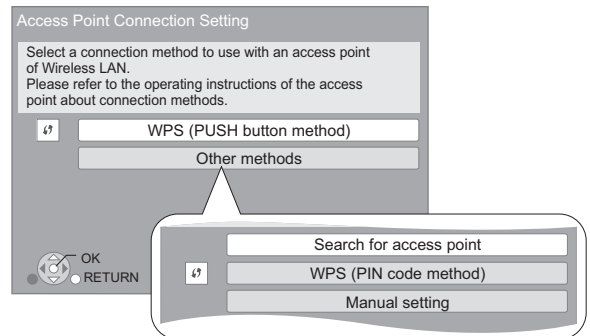 Access Point Connection Setting
Select a connection method to use with an access point
of Wireless LAN.
Please refer to the operating instructions of the access
point about connection methods.
WPS (PUSH button method)
Other methods
OK
RETURN
Search for access point
WPS (PIN code method)
Manual setting